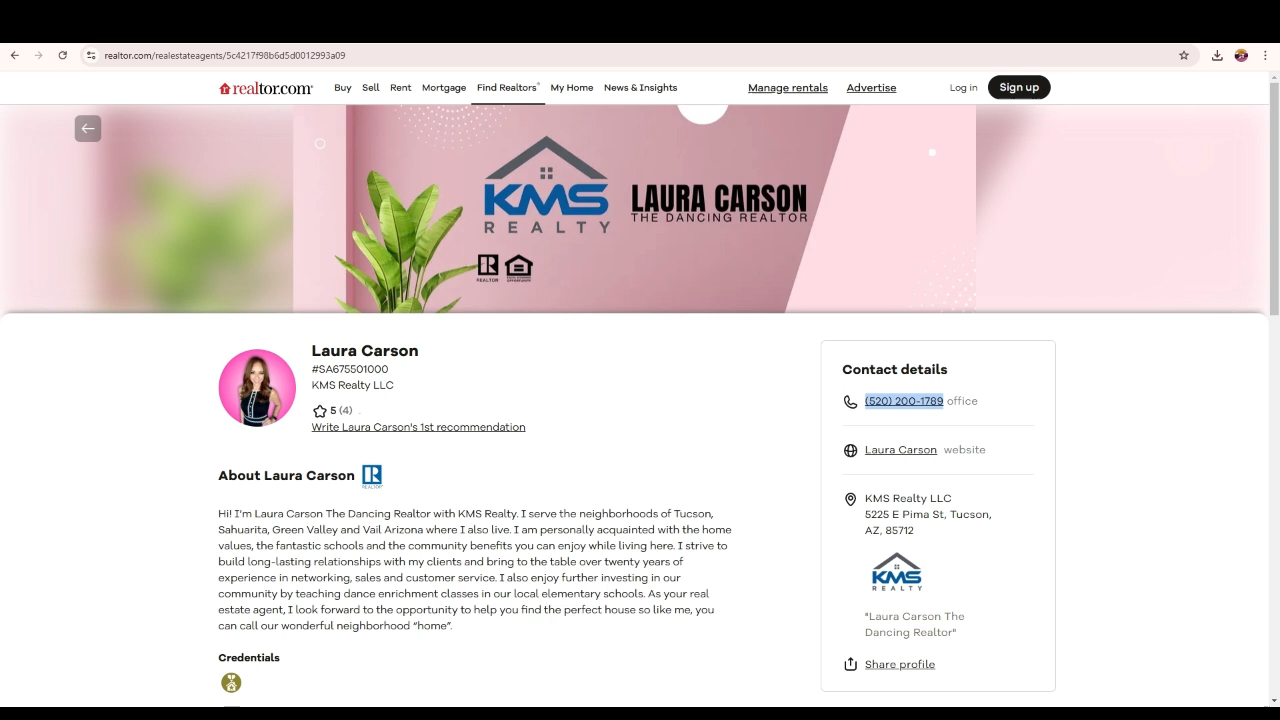 realtor.com/realestateagents/5c4217f98b6d5d0012993a09
realtor.com
Buy Sell Rent Mortgage Find Realtors® My Home News & Insights Manage rentals Advertise Log in Sign up
KMS
REALTY
LAURA CARSON
THE DANCING REALTOR
REALTOR
Laura Carson
#SA675501000
KMS Realty LLC
5 (4) .
Write Laura Carson's 1st recommendation
About Laura Carson
REALTOR
Hi! I'm Laura Carson The Dancing Realtor with KMS Realty. I serve the neighborhoods of Tucson,
Sahuarita, Green Valley and Vail Arizona where I also live. I am personally acquainted with the home
values, the fantastic schools and the community benefits you can enjoy while living here. I strive to
build long-lasting relationships with my clients and bring to the table over twenty years of
experience in networking, sales and customer service. I also enjoy further investing in our
community by teaching dance enrichment classes in our local elementary schools. As your real
estate agent, I look forward to the opportunity to help you find the perfect house so like me, you
can call our wonderful neighborhood “home”.
Credentials
Contact details
(520) 200-1789 office
Laura Carson website
KMS Realty LLC
5225 E Pima St, Tucson,
AZ, 85712
KMS
REALTY
"Laura Carson The
Dancing Realtor"
Share profile